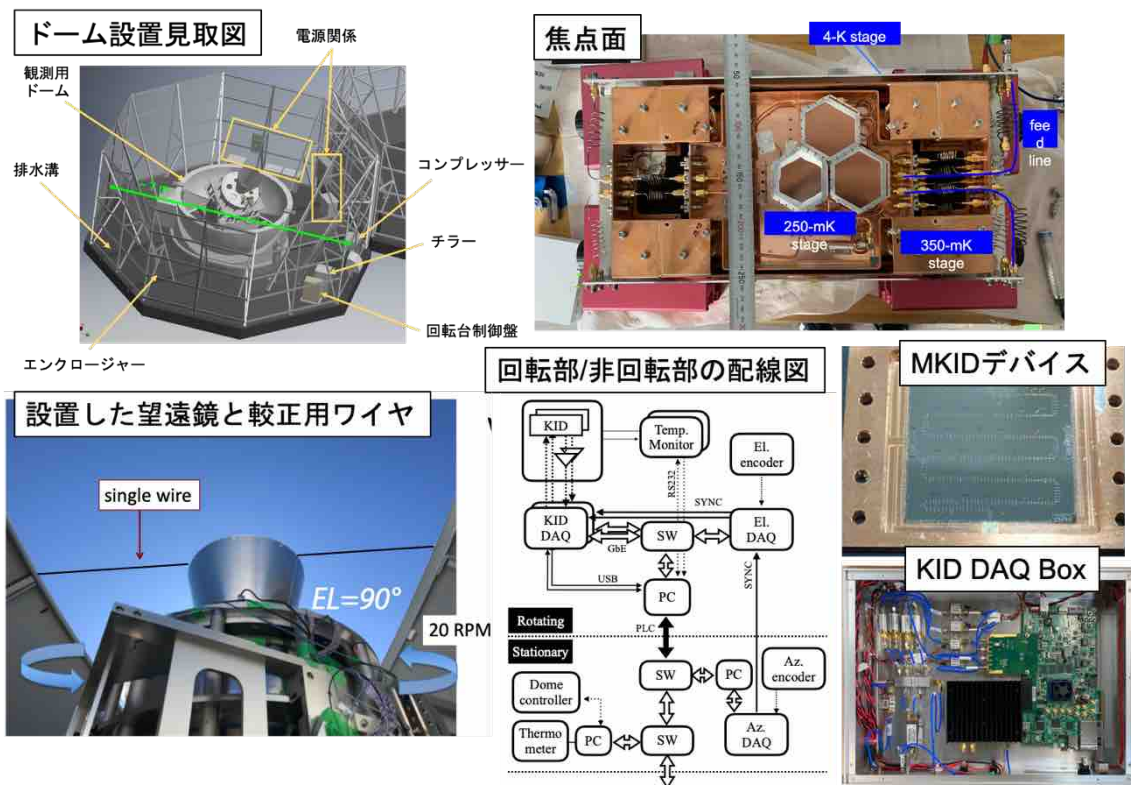 ドーム設置見取図
電源関係
観測用
ドーム
排水溝
コンプレッサー
チラー
回転台制御盤
エンクロージャー
焦点面
4-K stage
fee
d
line
250-mK
stage
350-mK
stage
設置した望遠鏡と較正用ワイヤ
single wire
EL=90°
20 RPM
回転部/非回転部の配線図
KID
Temp.
Monitor
El.
encoder
RS232
SYNC
KID
DAQ
GbE
SW
El.
DAQ
USB
PC
SYNC
Rotating
PLC
Stationary
SW
PC
Az.
encoder
Dome
controller
Thermo
meter
PC
SW
Az.
DAQ
MKIDデバイス
KID DAQ Box